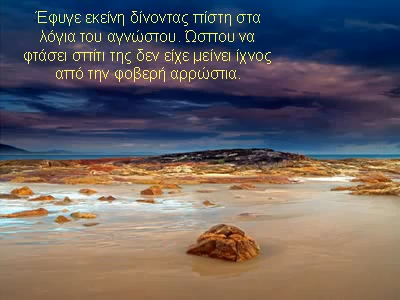 Έφυγε εκείνη δίνοντας πίστη στα
λόγια του αγνώστου. Ώσπου να
φτάσει σπίτι της δεν είχε μείνει ίχνος
από την φοβερή αρρώστια.